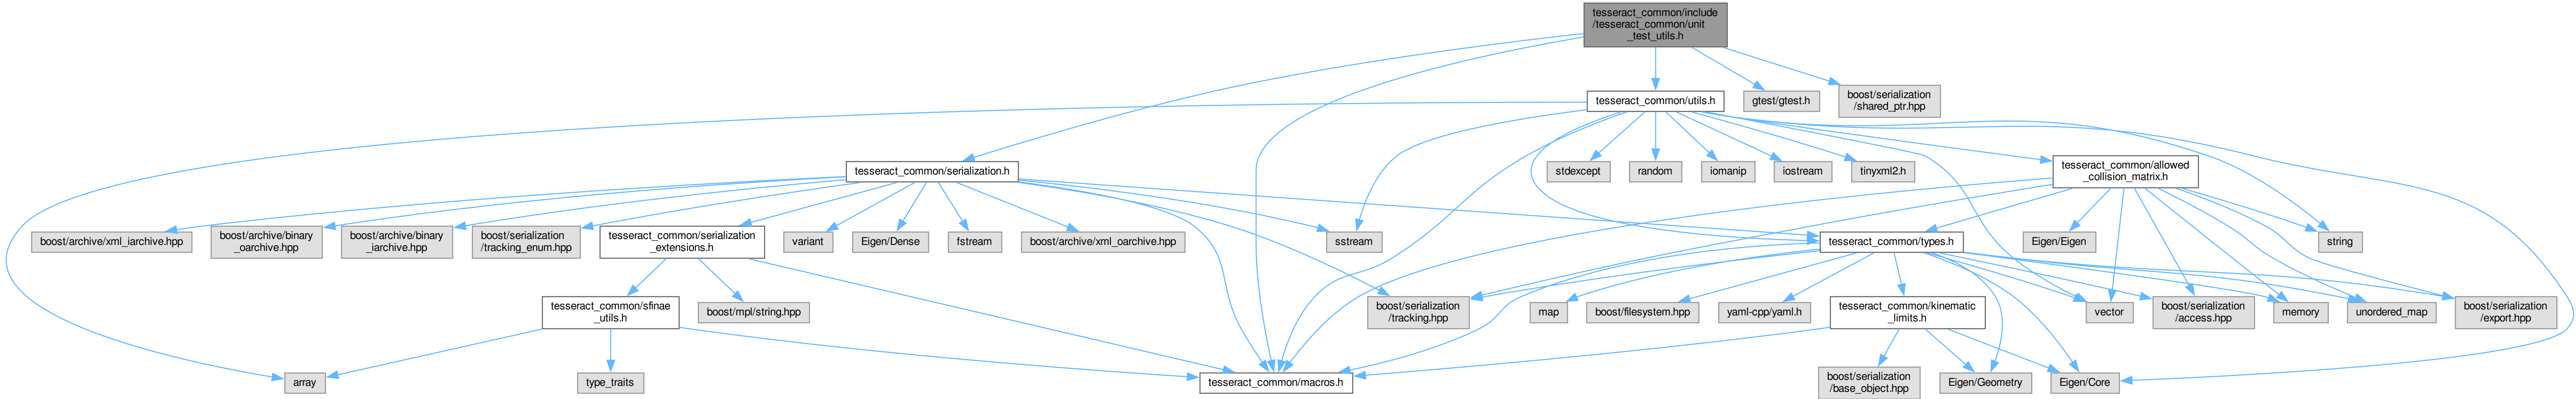 tesseract_common/include
/tesseract_common/unit
_test_utils.h
tesseract_common/utils.h
gtest/gtest.h
boost/serialization
/shared_ptr.hpp
tesseract_common/serialization.h
stdexcept
random
iomanip
iostream
tinyxml2.h
tesseract_common/allowed
_collision_matrix.h
boost/archive/xml_iarchive.hpp
boost/archive/binary
_oarchive.hpp
boost/archive/binary
_iarchive.hpp
boost/serialization
/tracking_enum.hpp
tesseract_common/serialization
_extensions.h
variant
Eigen/Dense
fstream
boost/archive/xml_oarchive.hpp
sstream
tesseract_common/types.h
Eigen/Eigen
string
tesseract_common/sfinae
_utils.h
boost/mpl/string.hpp
boost/serialization
/tracking.hpp
map
boost/filesystem.hpp
yaml-cpp/yaml.h
tesseract_common/kinematic
_limits.h
vector
boost/serialization
/access.hpp
memory
unordered_map
boost/serialization
/export.hpp
array
type_traits
tesseract_common/macros.h
boost/serialization
/base_object.hpp
Eigen/Geometry
Eigen/Core